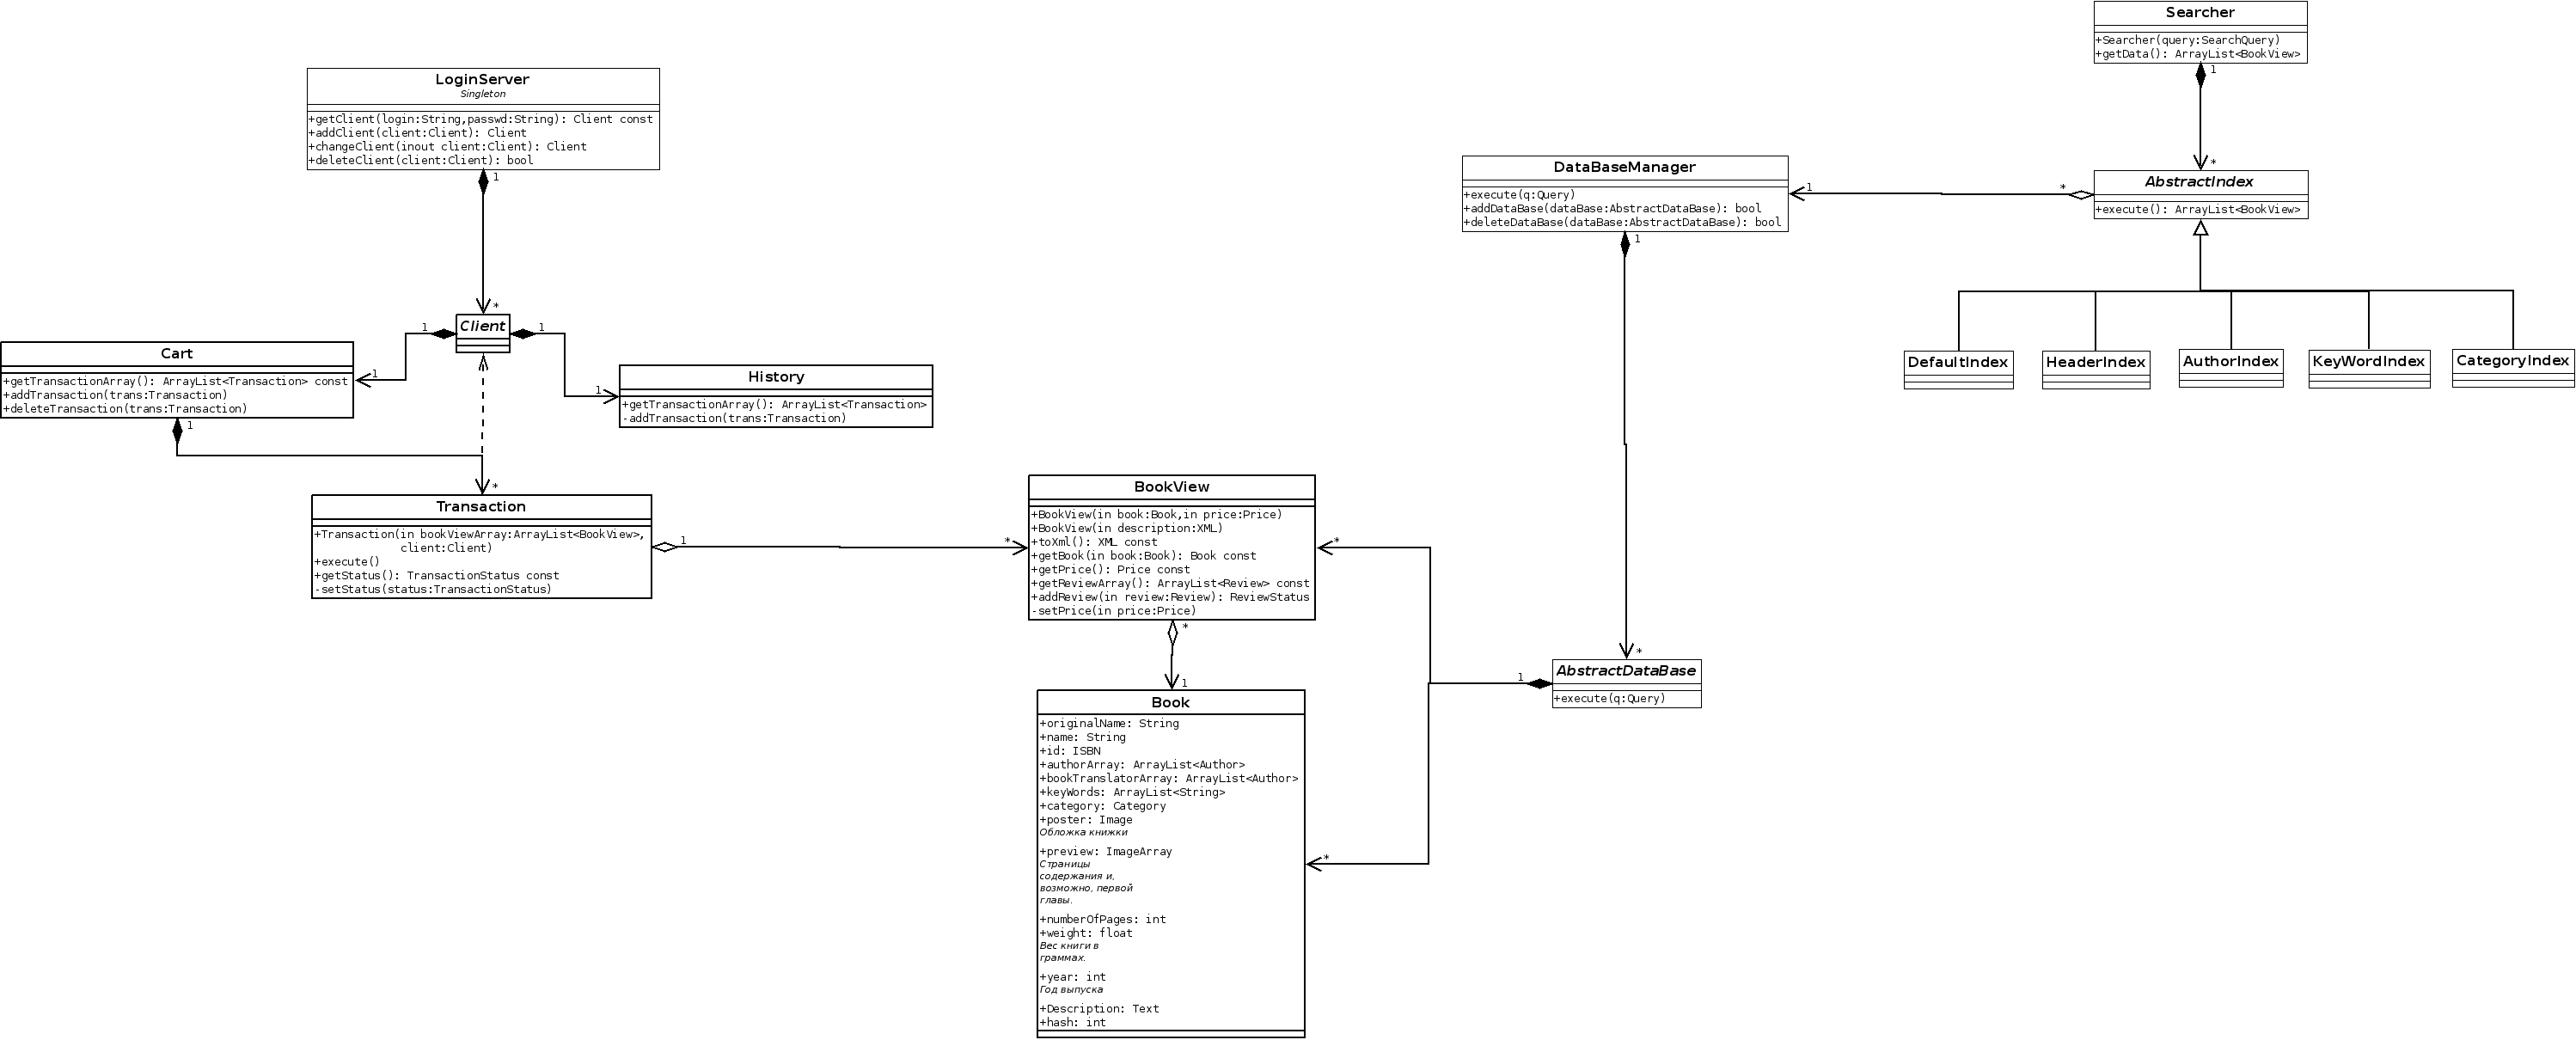 Searcher
+Searcher(query:SearchQuery)
+getData(): ArrayList<BookView>
1
*
LoginServer
Singleton
+getClient(login:String,passwd:String): Client const
+addClient(client:Client): Client
+changeClient(inout client:Client): Client
+deleteClient(client:Client): bool
1
*
DataBaseManager
+execute(q:Query)
+addDataBase(dataBase:AbstractDataBase): bool
+deleteDataBase(dataBase:AbstractDataBase): bool
1
*
1
*
AbstractIndex
+execute(): ArrayList<BookView>
DefaultIndex
HeaderIndex
AuthorIndex
KeyWordIndex
CategoryIndex
Client
1
1
1
1
Cart
+getTransactionArray(): ArrayList<Transaction> const
+addTransaction(trans:Transaction)
+deleteTransaction(trans:Transaction)
1
*
History
+getTransactionArray(): ArrayList<Transaction>
-addTransaction(trans:Transaction)
Transaction
+Transaction(in bookViewArray:ArrayList<BookView>,
client:Client)
+execute()
+getStatus(): TransactionStatus const
-setStatus(status:TransactionStatus)
1
*
BookView
+BookView(in book:Book,in price:Price)
+BookView(in description:XML)
+toXml(): XML const
+getBook(in book:Book): Book const
+getPrice(): Price const
+getReviewArray(): ArrayList<Review> const
+addReview(in review:Review): ReviewStatus
-setPrice(in price:Price)
*
*
1
AbstractDataBase
+execute(q:Query)
1
*
Book
+originalName: String
+name: String
+id: ISBN
+authorArray: ArrayList<Author>
+bookTranslatorArray: ArrayList<Author>
+keyWords: ArrayList<String>
+category: Category
+poster: Image
Обложка книжки
+preview: ImageArray
Страницы
содержания и,
возможно, первой
главы.
+numberOfPages: int
+weight: float
Вес книги в
граммах.
+year: int
Год выпуска
+Description: Text
+hash: int